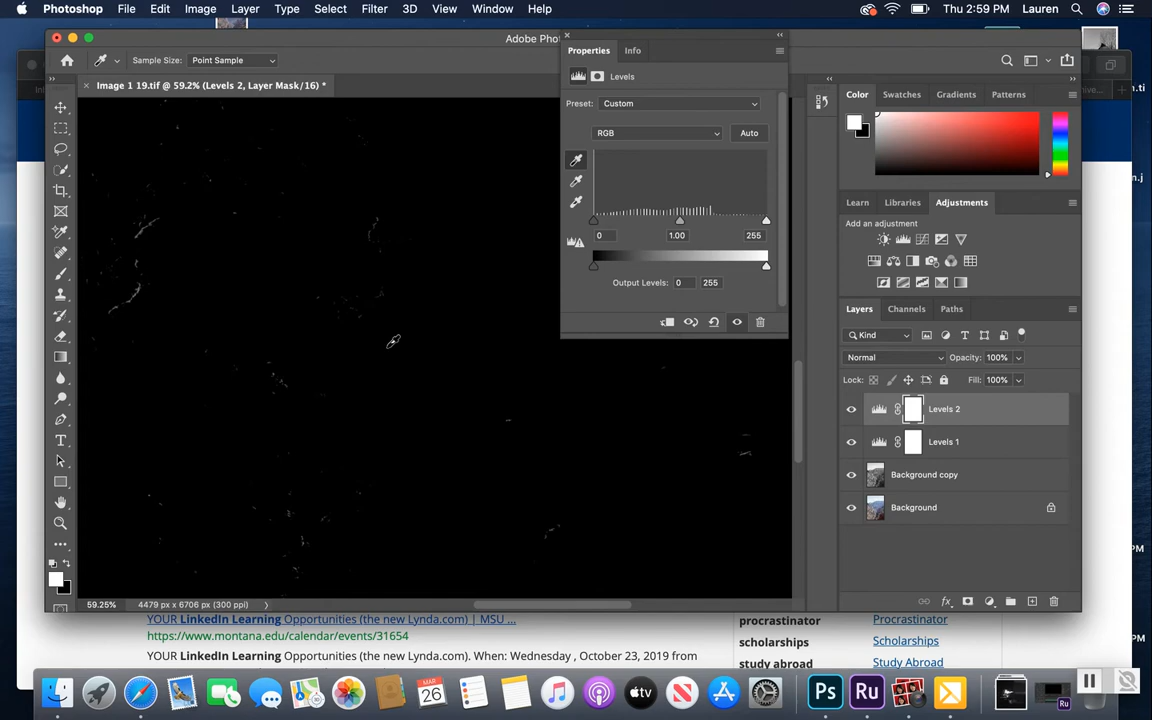 Photoshop File Edit Image Layer Type Select Filter 3D View Window Help Thu 2:59 PM Lauren
Adobe Pho
Sample Size: Point Sample
Image 1 19.tif @ 59.2% (Levels 2, Layer Mask/16) *
Properties Info
Levels
Preset: Custom
RGB Auto
0 1.00 255
Output Levels: 0 255
Color Swatches Gradients Patterns
Learn Libraries Adjustments
Add an adjustment
Layers Channels Paths
Kind
Normal Opacity: 100%
Lock: Fill: 100%
Levels 2
Levels 1
Background copy
Background
59.25% 4479 px x 6706 px (300 ppi)
YOUR LinkedIn Learning Opportunities (the new Lynda.com) | MSU ...
https://www.montana.edu/calendar/events/31654
YOUR LinkedIn Learning Opportunities (the new Lynda.com). When: Wednesday , October 23, 2019 from
procrastinator
scholarships
study abroad
Procrastinator
Scholarships
Study Abroad
PM
PM
MAR
26
Ps Ru
Ru